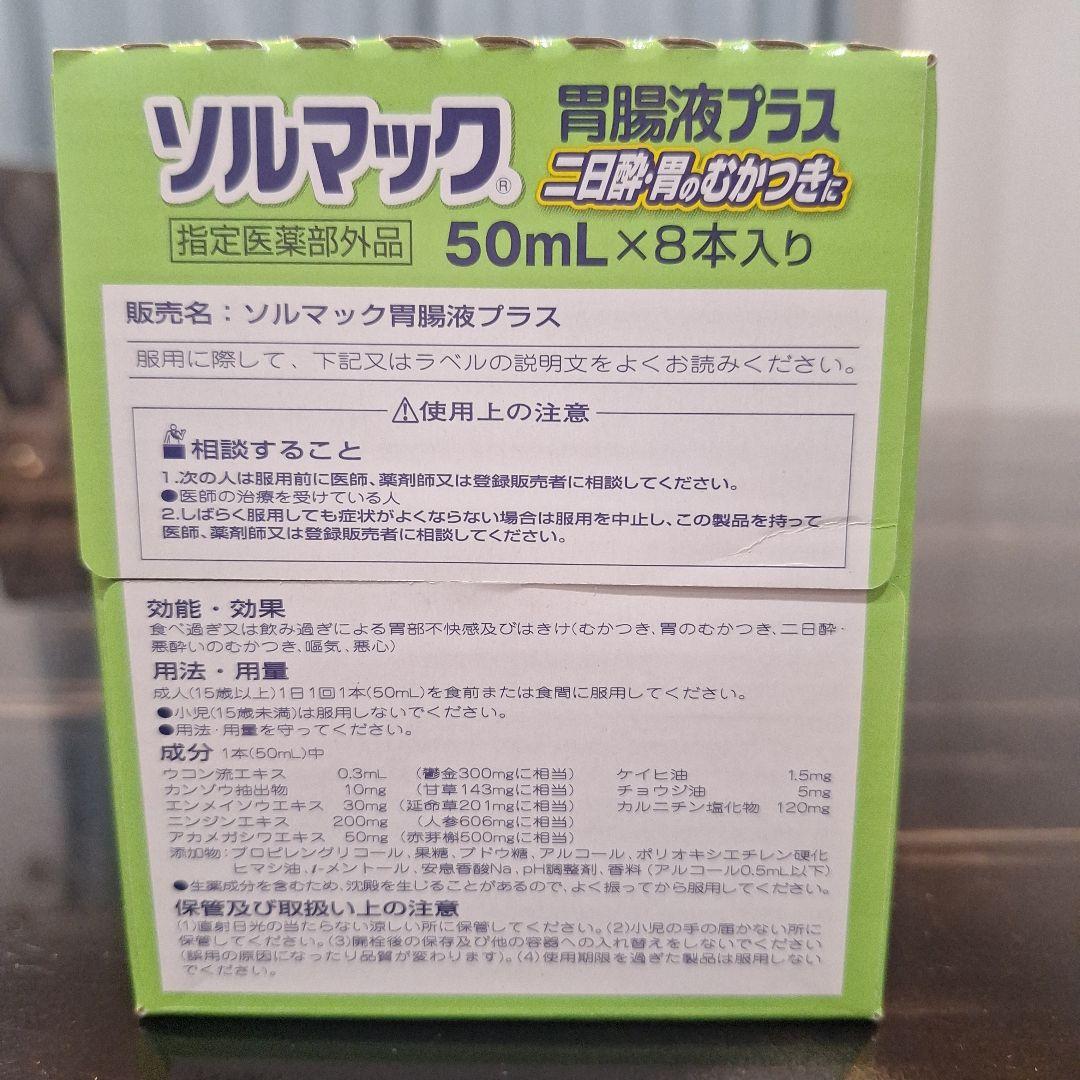 ソルマック®
胃腸液プラス
二日酔・胃のむかつきに
指定医薬部外品 50mL×8本入り
販売名：ソルマック胃腸液プラス
服用に際して、下記又はラベルの説明文をよくお読みください。
⚠使用上の注意
相談すること
1.次の人は服用前に医師、薬剤師又は登録販売者に相談してください。
●医師の治療を受けている人
2.しばらく服用しても症状がよくならない場合は服用を中止し、この製品を持って
医師、薬剤師又は登録販売者に相談してください。
効能・効果
食べ過ぎ又は飲み過ぎによる胃部不快感及びはきけ(むかつき、胃のむかつき、二日酔・
悪酔いのむかつき、嘔気、悪心)
用法・用量
成人(15歳以上)1日1回1本(50mL)を食前または食間に服用してください。
●小児(15歳未満)は服用しないでください。
●用法・用量を守ってください。
成分 1本(50mL)中
ウコン流エキス 0.3mL (鬱金300mgに相当) ケイヒ油 1.5mg
カンゾウ抽出物 10mg (甘草143mgに相当) チョウジ油 5mg
エンメイソウエキス 30mg (延命草201mgに相当) カルニチン塩化物 120mg
ニンジンエキス 200mg (人参606mgに相当)
アカメガシワエキス 50mg (赤芽槲500mgに相当)
添加物：プロピレングリコール、果糖、ブドウ糖、アルコール、ポリオキシエチレン硬化
ヒマシ油、l-メントール、安息香酸Na、pH調整剤、香料 (アルコール0.5mL以下)
●生薬成分を含むため、沈殿を生じることがあるので、よく振ってから服用してください。
保管及び取扱い上の注意
(1)直射日光の当たらない涼しい所に保管してください。(2)小児の手の届かない所に
保管してください。(3)開栓後の保存及び他の容器への入れ替えをしないでください
(誤用の原因になったり品質が変わります)。(4)使用期限を過ぎた製品は服用しない
でください。